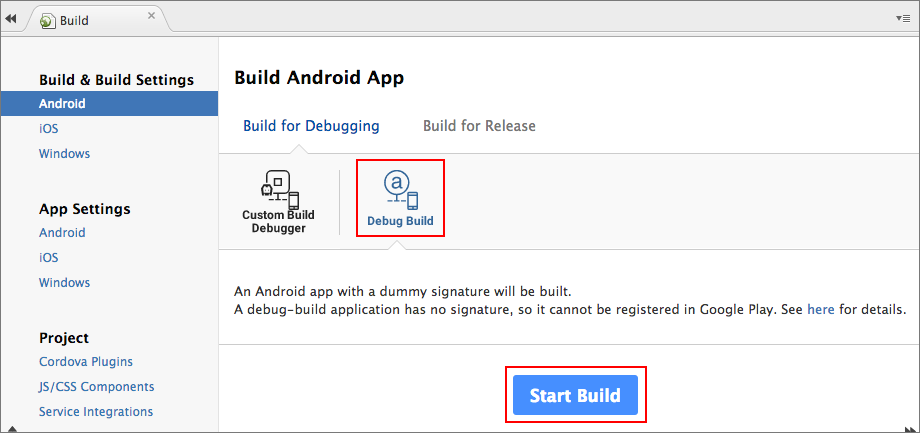 Build
Build & Build Settings
Android
iOS
Windows
App Settings
Android
iOS
Windows
Project
Cordova Plugins
JS/CSS Components
Service Integrations
Build Android App
Build for Debugging
Build for Release
Custom Build
Debugger
a
Debug Build
An Android app with a dummy signature will be built.
A debug-build application has no signature, so it cannot be registered in Google Play. See here for details.
Start Build